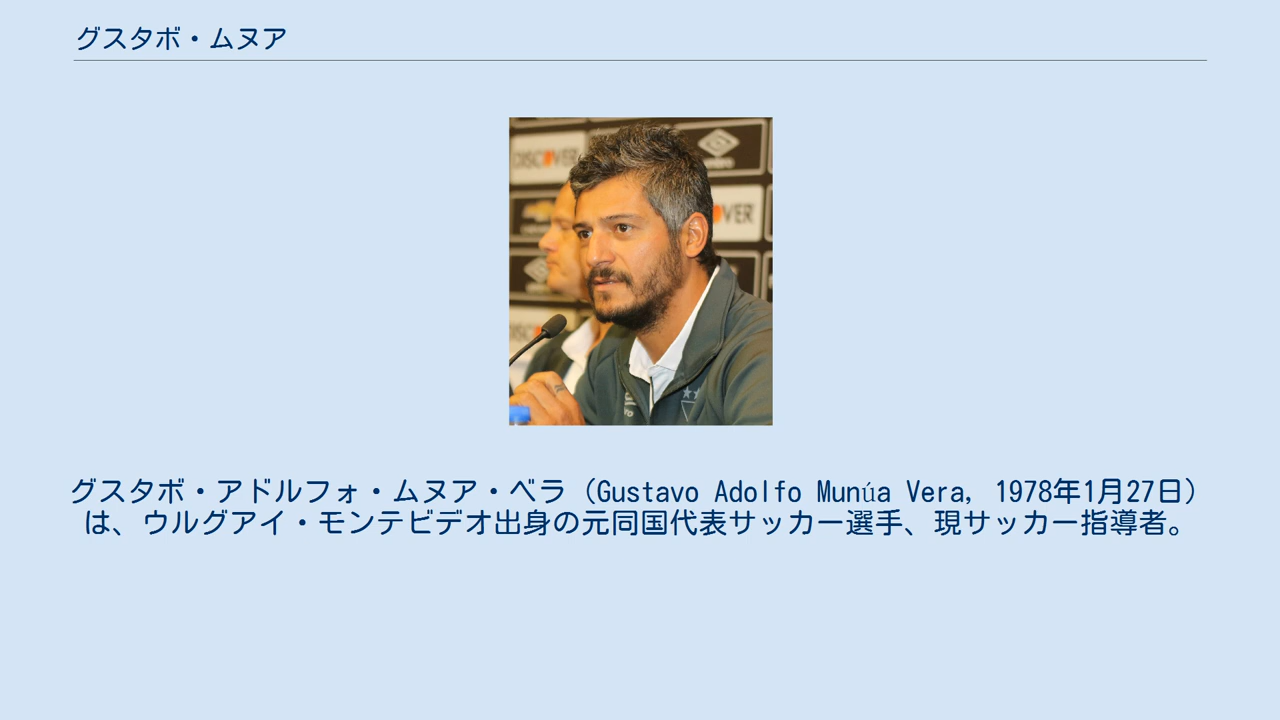 グスタボ・ムヌア
DISCOVER
VER
グスタボ・アドルフォ・ムヌア・ベラ（Gustavo Adolfo Munúa Vera, 1978年1月27日）
は、ウルグアイ・モンテビデオ出身の元同国代表サッカー選手、現サッカー指導者。